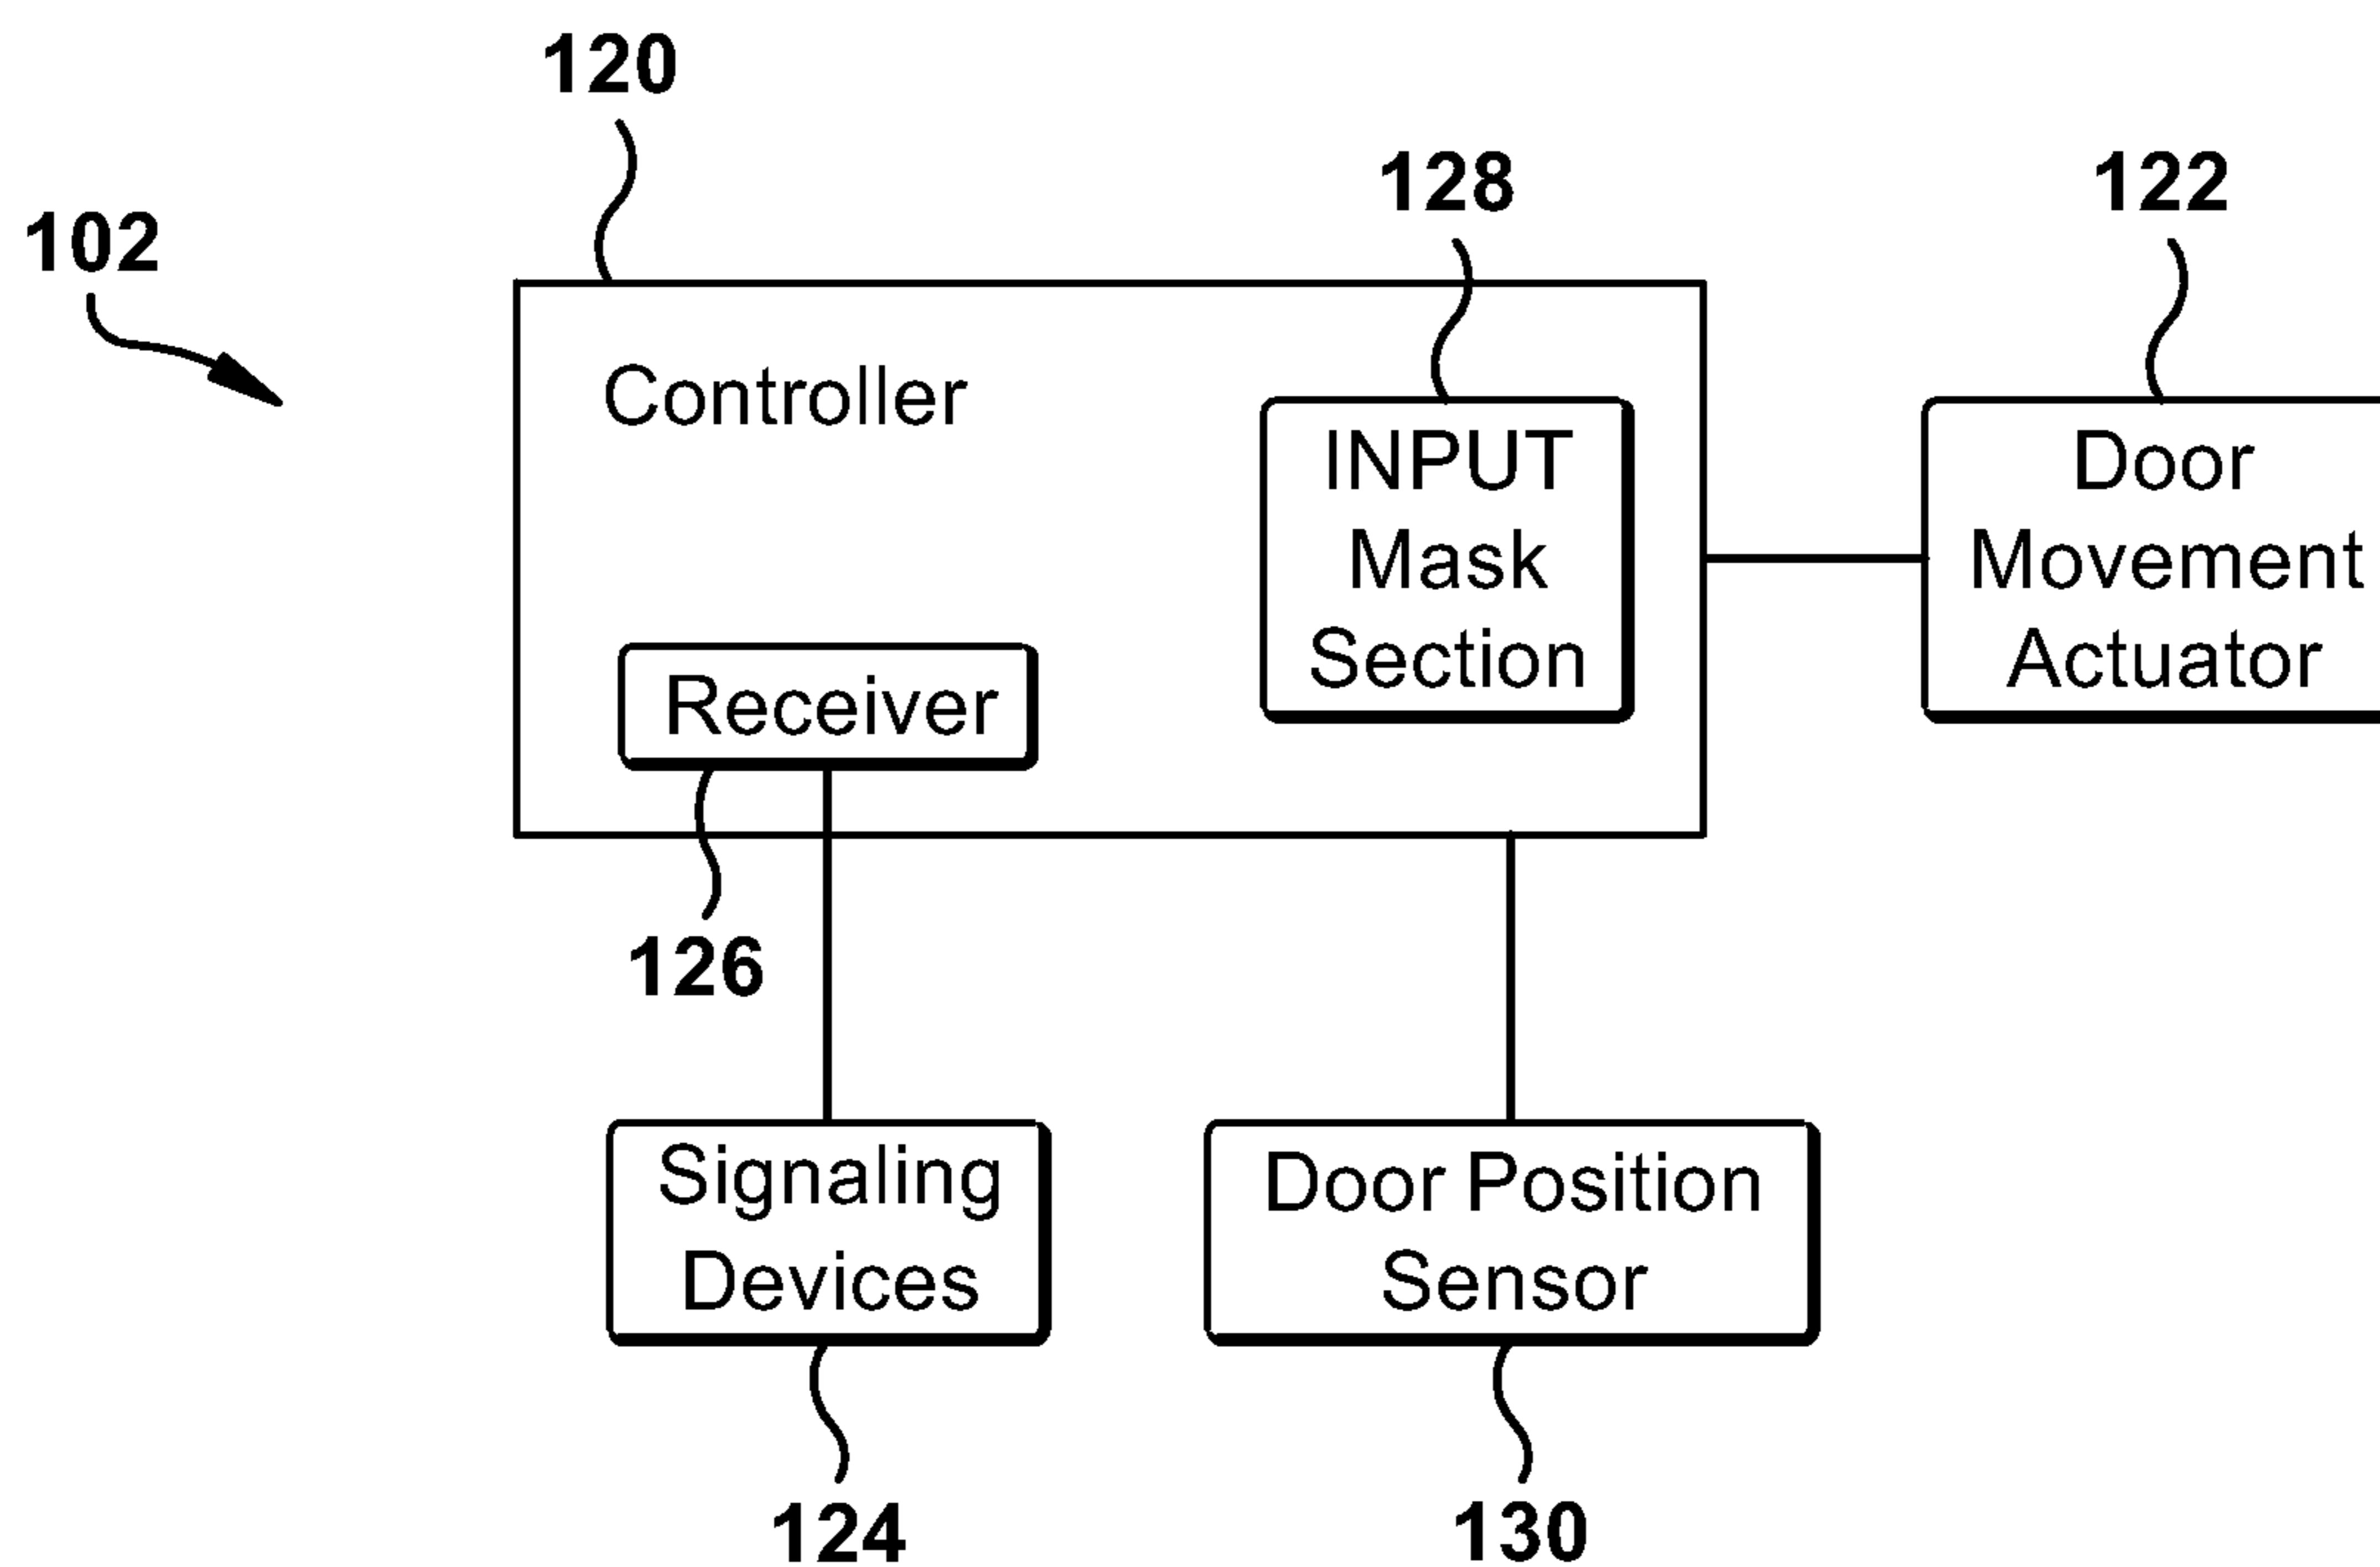 120
128
122
102
Controller
INPUT
Mask
Section
Door
Movement
Actuator
Receiver
126
Signaling
Devices
Door Position
Sensor
124
130